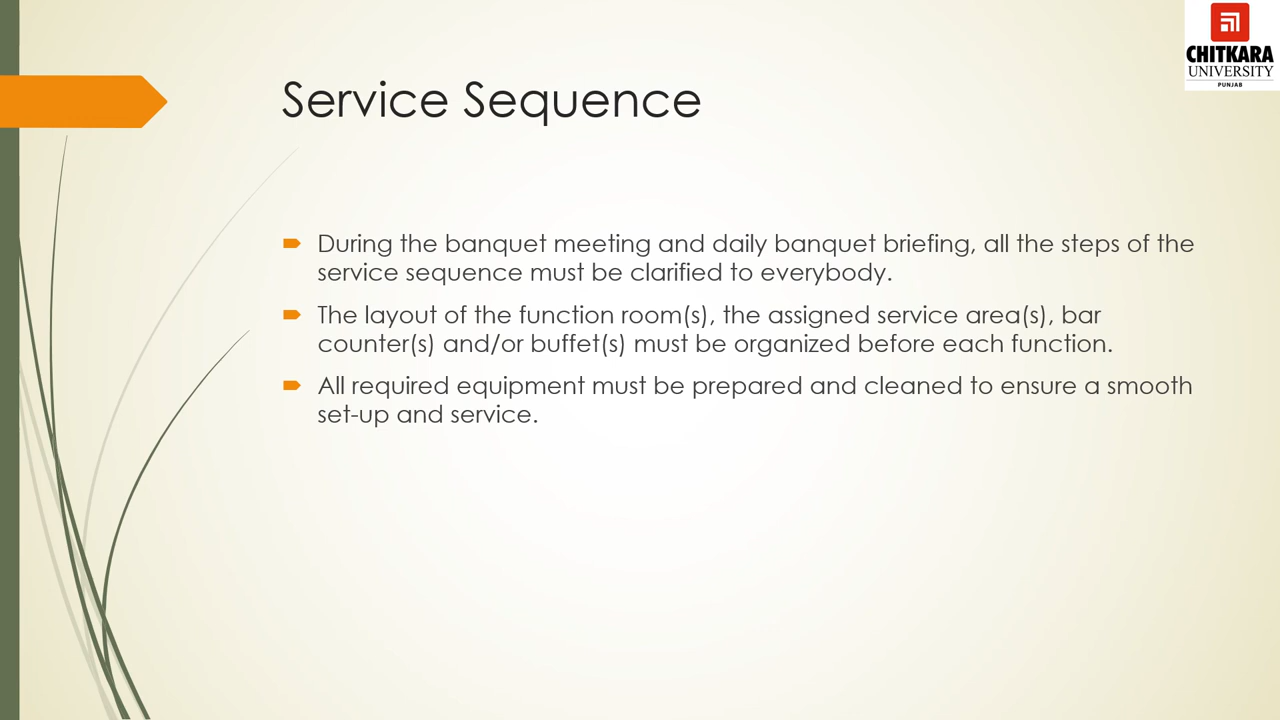 CHITKARA
UNIVERSITY
PUNJAB
Service Sequence
During the banquet meeting and daily banquet briefing, all the steps of the
service sequence must be clarified to everybody.
The layout of the function room(s), the assigned service area(s), bar
counter(s) and/or buffet(s) must be organized before each function.
All required equipment must be prepared and cleaned to ensure a smooth
set-up and service.